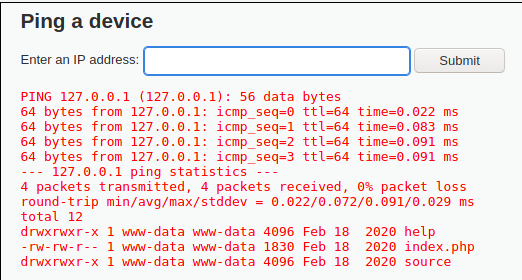 Ping a device
Enter an IP address: Submit
PING 127.0.0.1 (127.0.0.1): 56 data bytes
64 bytes from 127.0.0.1: icmp_seq=0 ttl=64 time=0.022 ms
64 bytes from 127.0.0.1: icmp_seq=1 ttl=64 time=0.083 ms
64 bytes from 127.0.0.1: icmp_seq=2 ttl=64 time=0.091 ms
64 bytes from 127.0.0.1: icmp_seq=3 ttl=64 time=0.091 ms
--- 127.0.0.1 ping statistics ---
4 packets transmitted, 4 packets received, 0% packet loss
round-trip min/avg/max/stddev = 0.022/0.072/0.091/0.029 ms
total 12
drwxrwxr-x 1 www-data www-data 4096 Feb 18  2020 help
-rw-rw-r-- 1 www-data www-data 1830 Feb 18  2020 index.php
drwxrwxr-x 1 www-data www-data 4096 Feb 18  2020 source